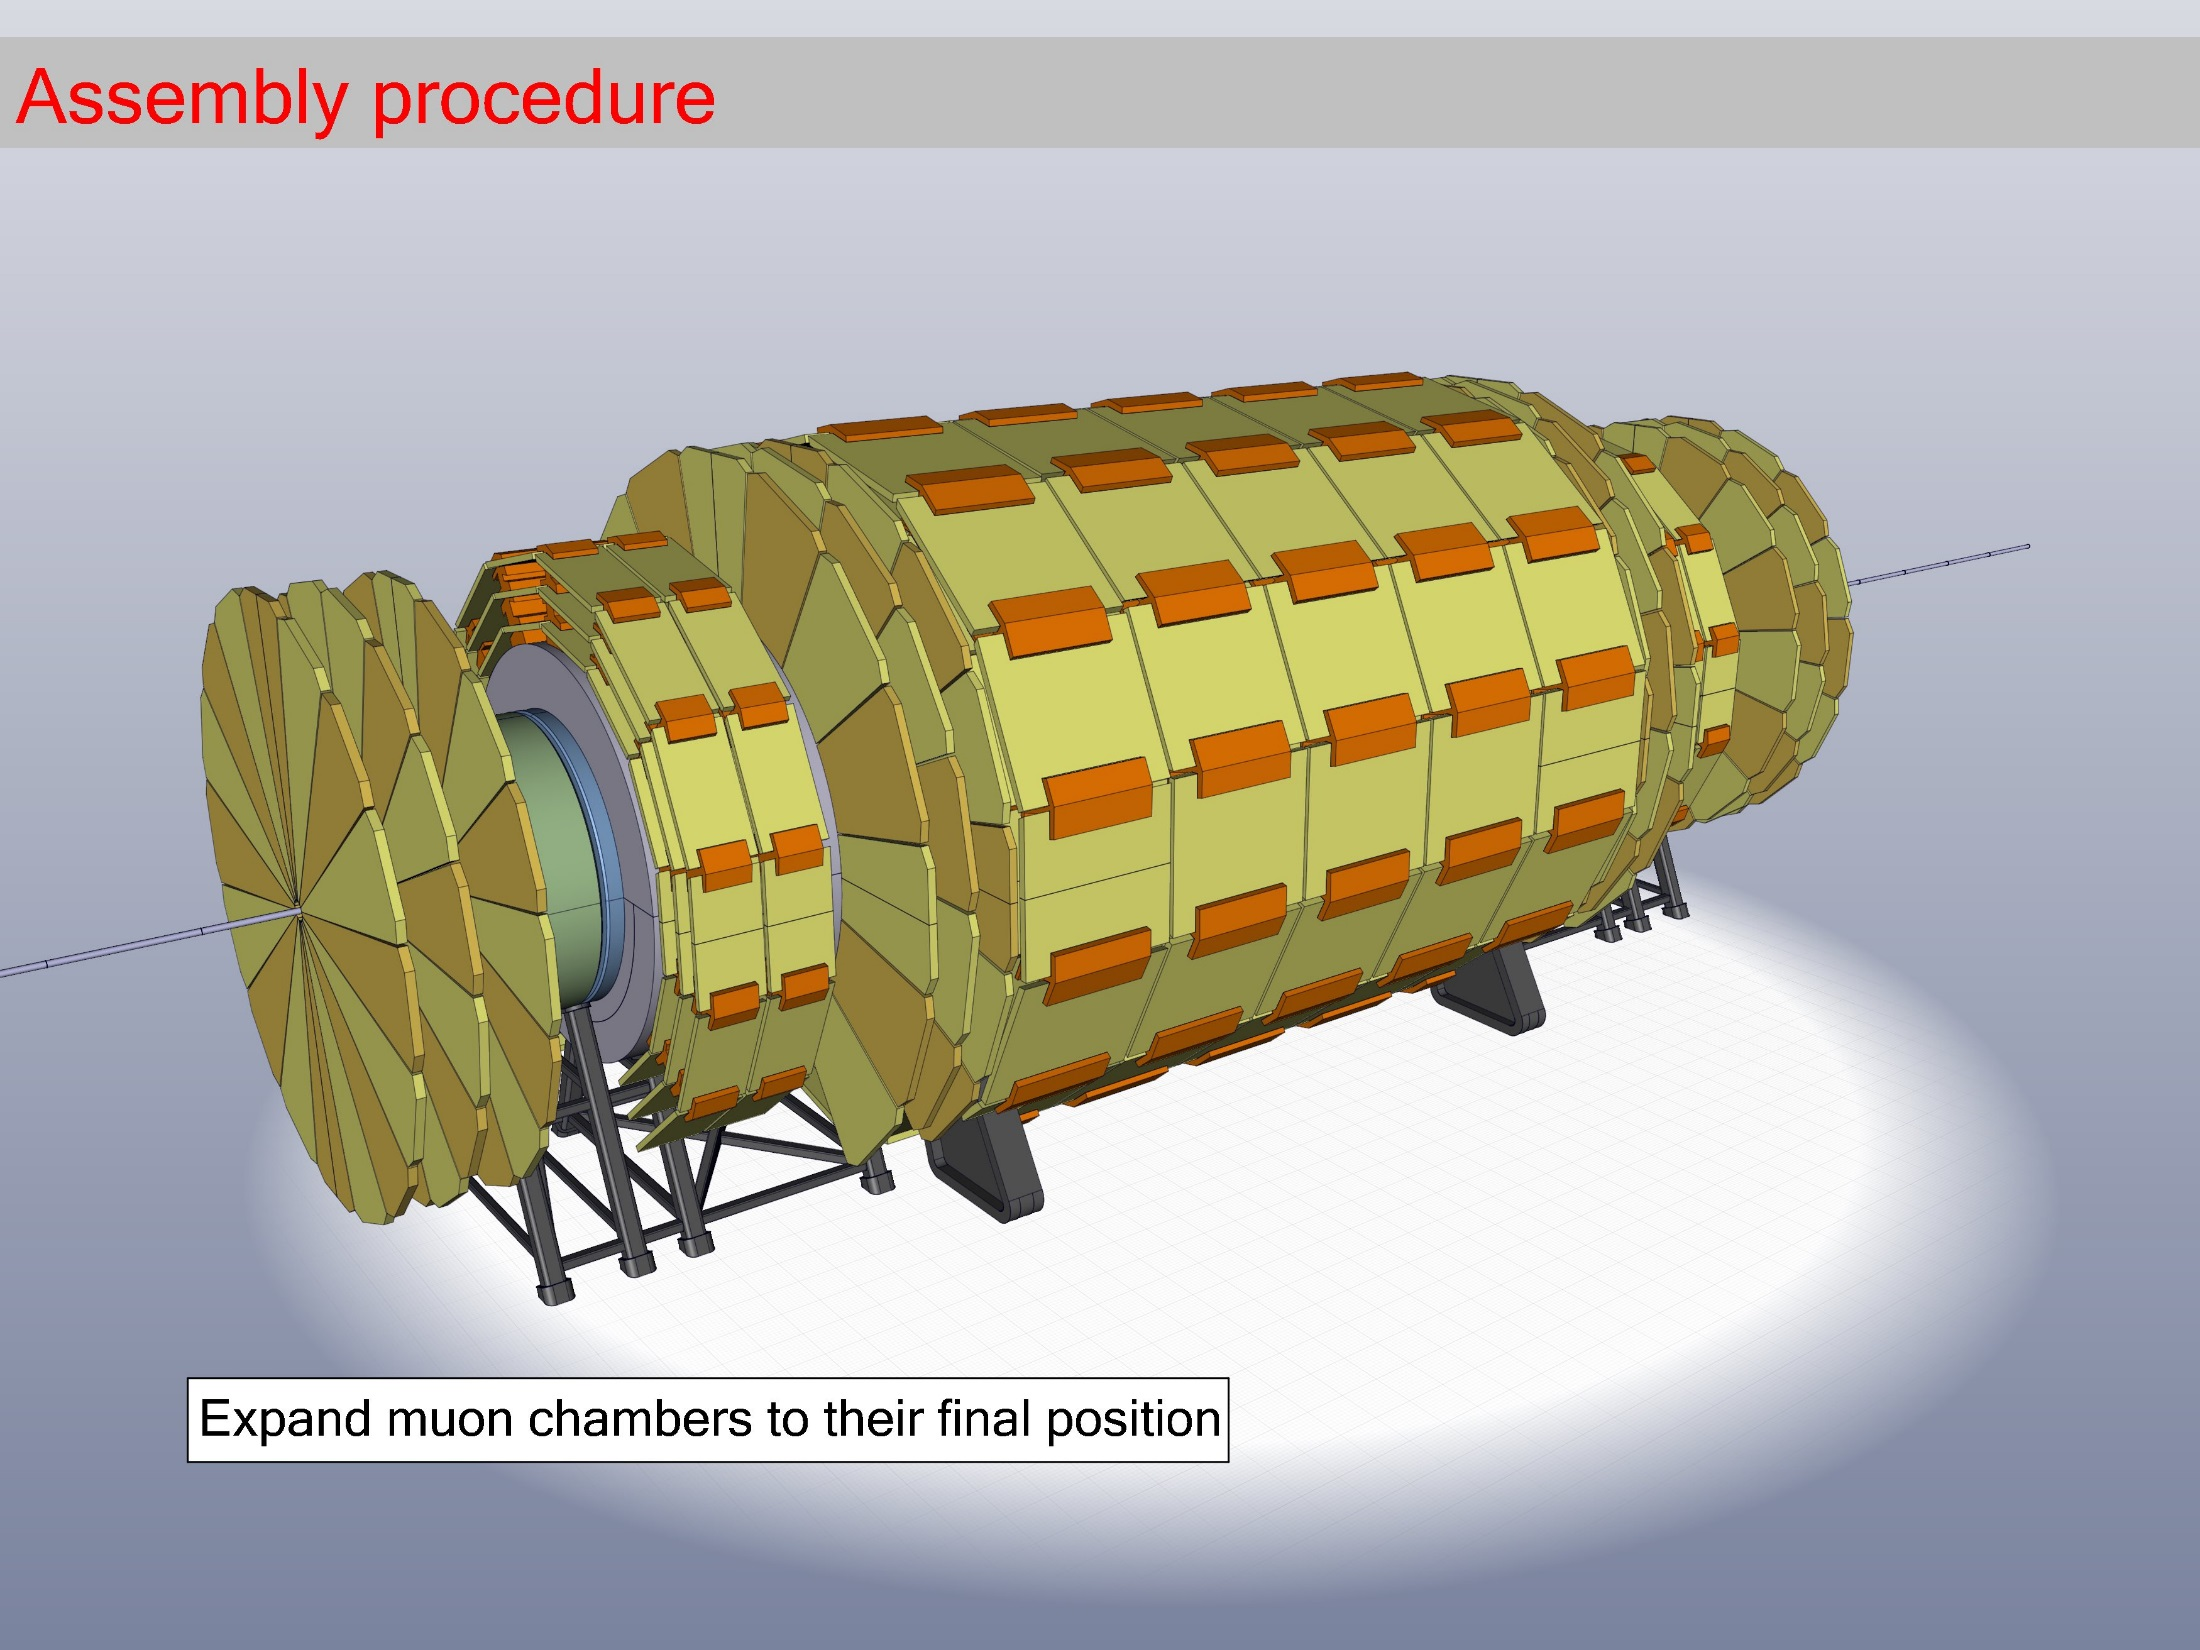 Assembly procedure
Expand muon chambers to their final position